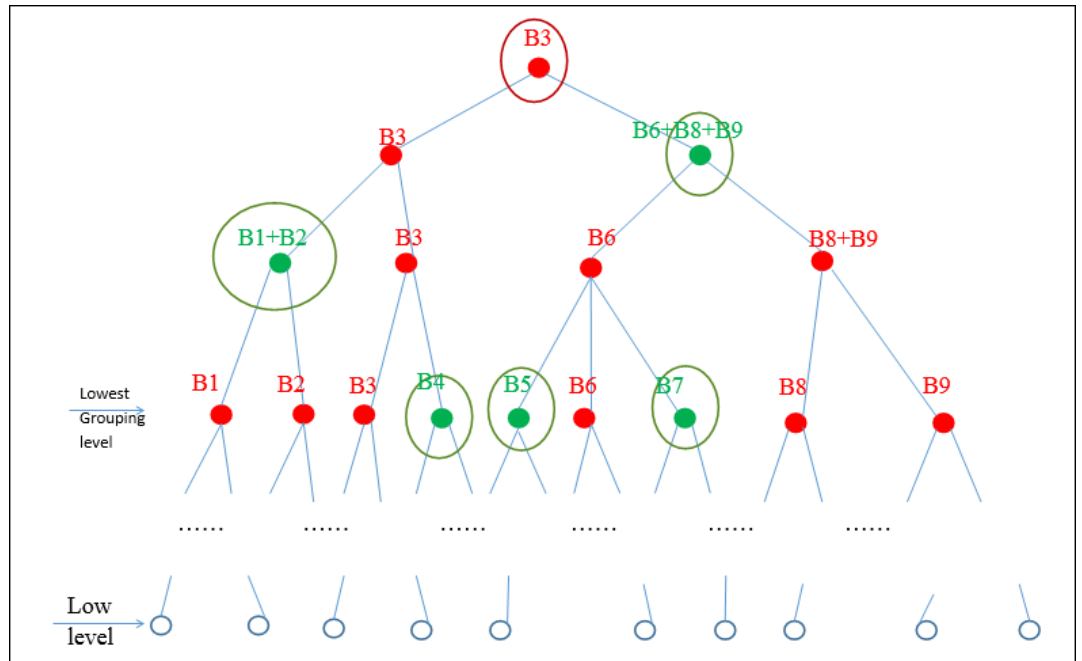 B3
B3
B6+B8+B9
B1+B2
B3
B6
B8+B9
B1
B2
B3
B4
B5
B6
B7
B8
B9
Lowest
Grouping
level
......
......
......
......
......
......
Low
level